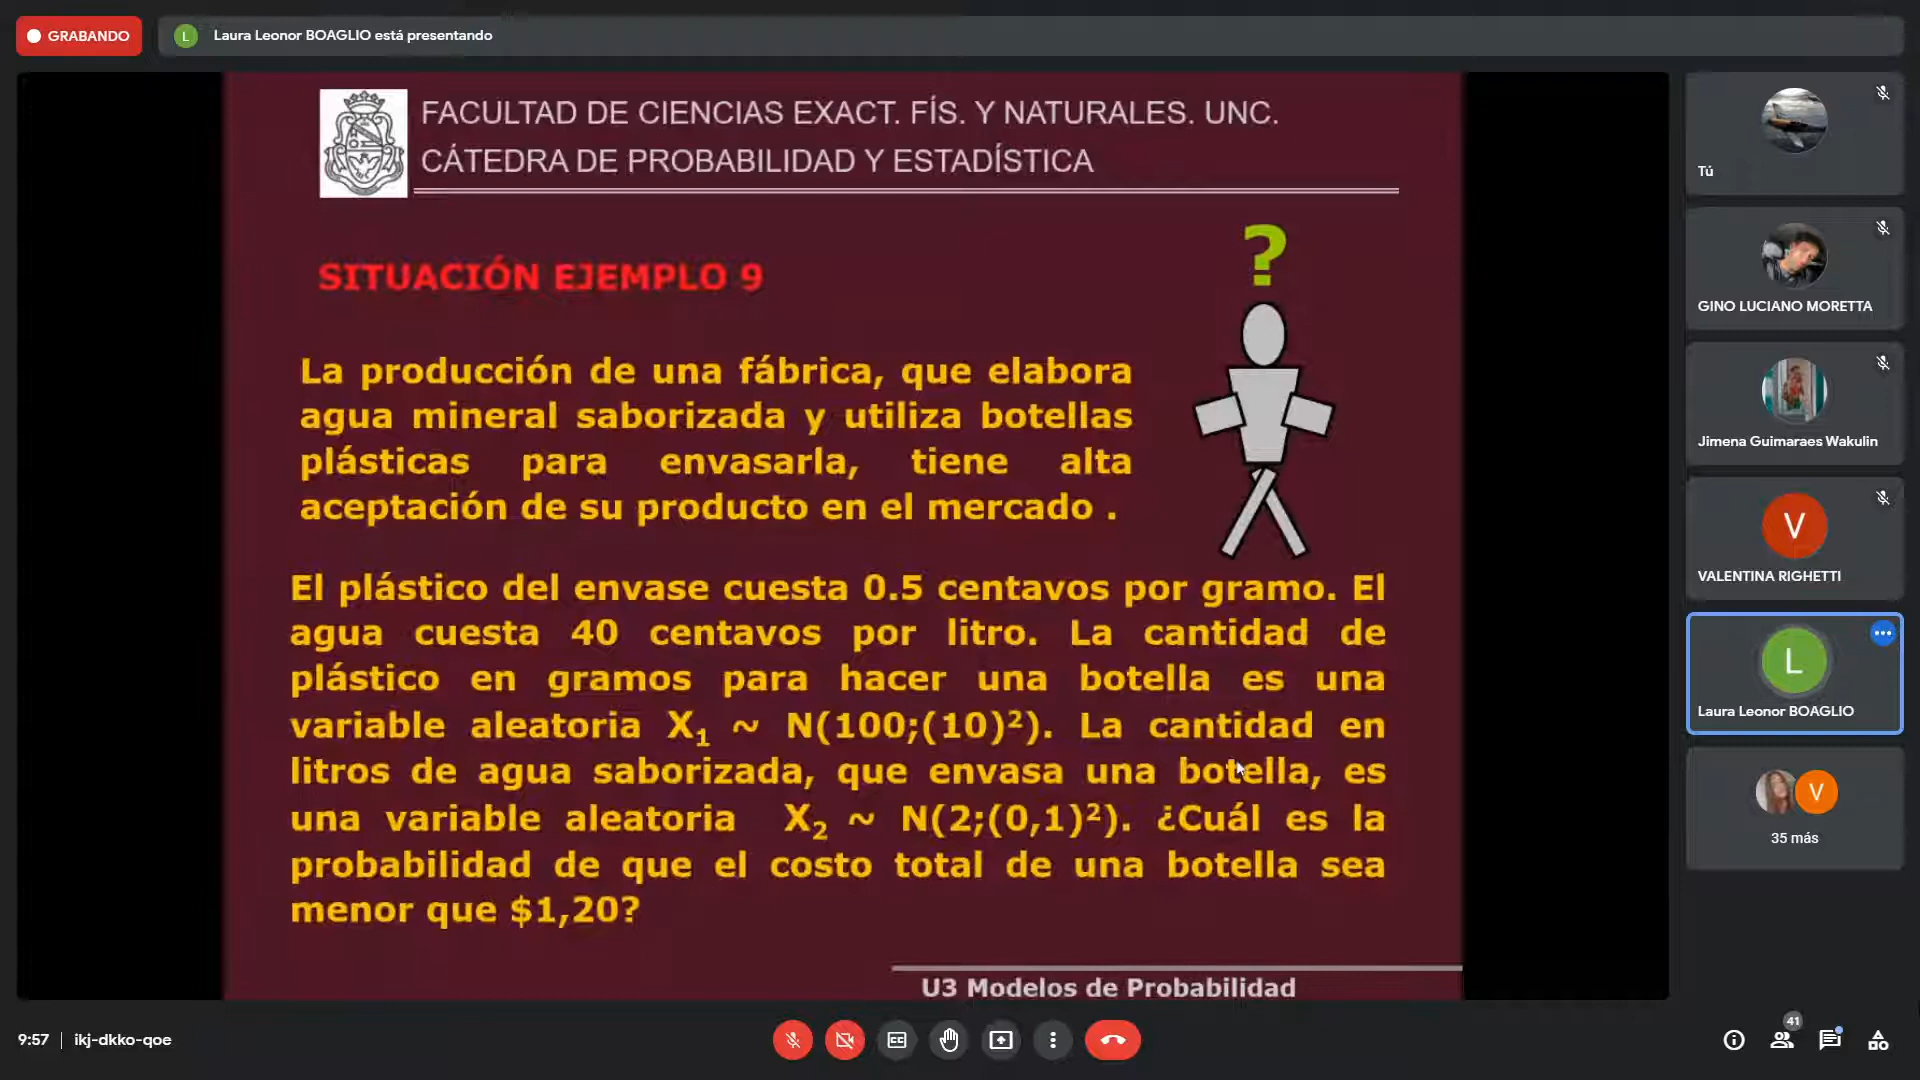 GRABANDO
L
Laura Leonor BOAGLIO está presentando
FACULTAD DE CIENCIAS EXACT. FÍS. Y NATURALES. UNC.
CÁTEDRA DE PROBABILIDAD Y ESTADÍSTICA
?
SITUACIÓN EJEMPLO 9
La producción de una fábrica, que elabora
agua mineral saborizada y utiliza botellas
plásticas para envasarla, tiene alta
aceptación de su producto en el mercado .
El plástico del envase cuesta 0.5 centavos por gramo. El
agua cuesta 40 centavos por litro. La cantidad de
plástico en gramos para hacer una botella es una
variable aleatoria X₁ ~ N(100;(10)²). La cantidad en
litros de agua saborizada, que envasa una botella, es
una variable aleatoria X₂ ~ N(2;(0,1)²). ¿Cuál es la
probabilidad de que el costo total de una botella sea
menor que $1,20?
U3 Modelos de Probabilidad
Tú
GINO LUCIANO MORETTA
Jimena Guimaraes Wakulin
V
VALENTINA RIGHETTI
L
Laura Leonor BOAGLIO
V
35 más
9:57 | ikj-dkko-qoe
CC
41